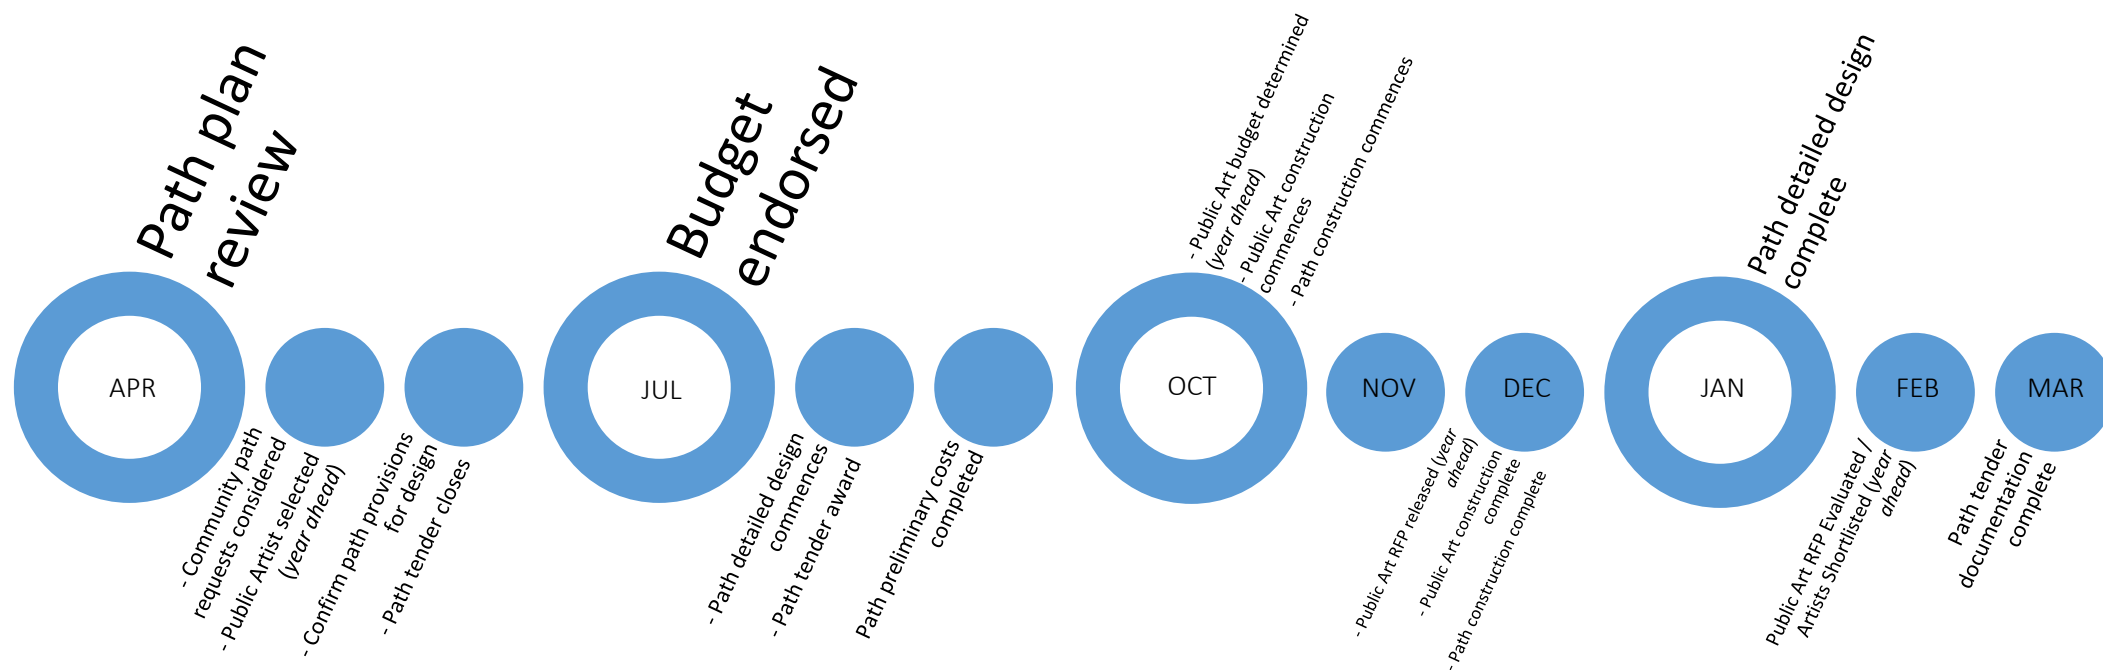 Path plan
review
APR
- Community path
requests considered
- Public Artist selected
(year ahead)
- Confirm path provisions
for design
- Path tender closes
Budget
endorsed
JUL
- Path detailed design
commences
- Path tender award
Path preliminary costs
completed
- Public Art budget determined
(year ahead)
- Public Art construction
commences
- Path construction commences
OCT
NOV
DEC
- Public Art RFP released (year
ahead)
- Public Art construction
complete
- Path construction complete
Path detailed design
complete
JAN
FEB
MAR
Public Art RFP Evaluated /
Artists Shortlisted (year
ahead)
Path tender
documentation
complete